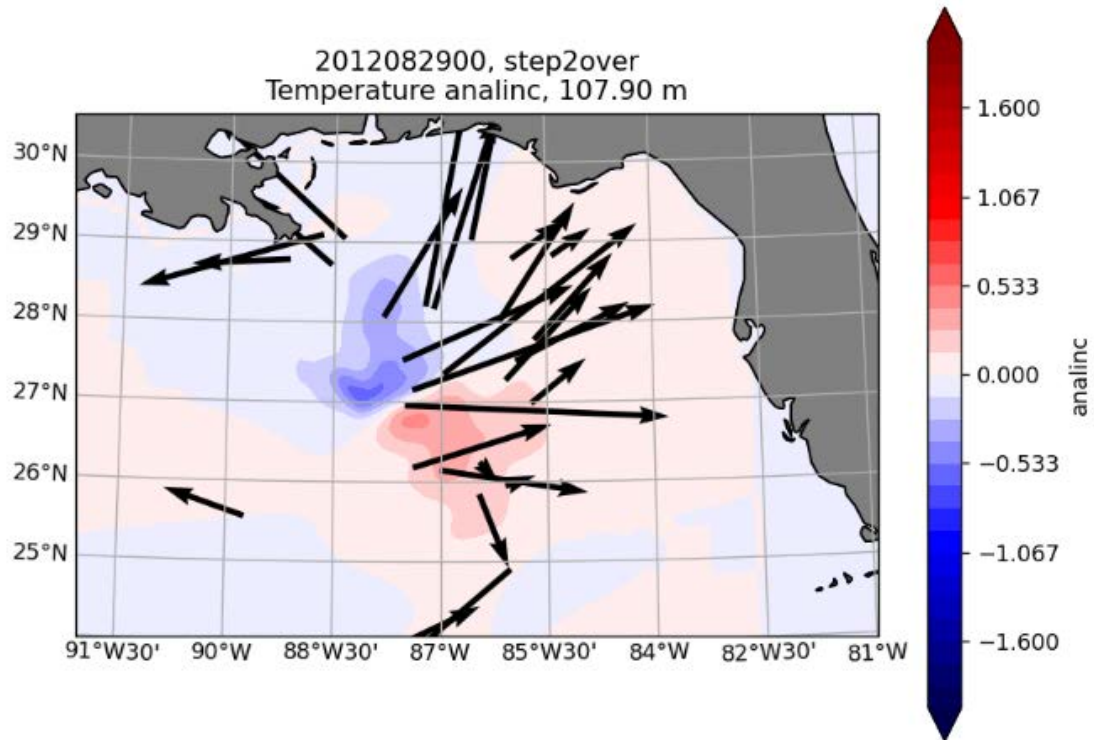 2012082900, step2over
Temperature analinc, 107.90 m
30°N
29°N
28°N
27°N
26°N
25°N
91°W30' 90°W 88°W30' 87°W 85°W30' 84°W 82°W30' 81°W
1.600
1.067
0.533
0.000
−0.533
−1.067
−1.600
analinc